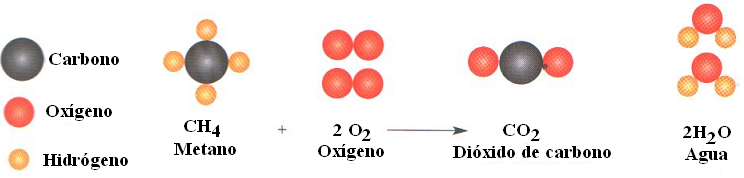 Carbono
Oxígeno
Hidrógeno
CH4 + 2 O2 CO2 2H2O
Metano Oxígeno Dióxido de carbono Agua